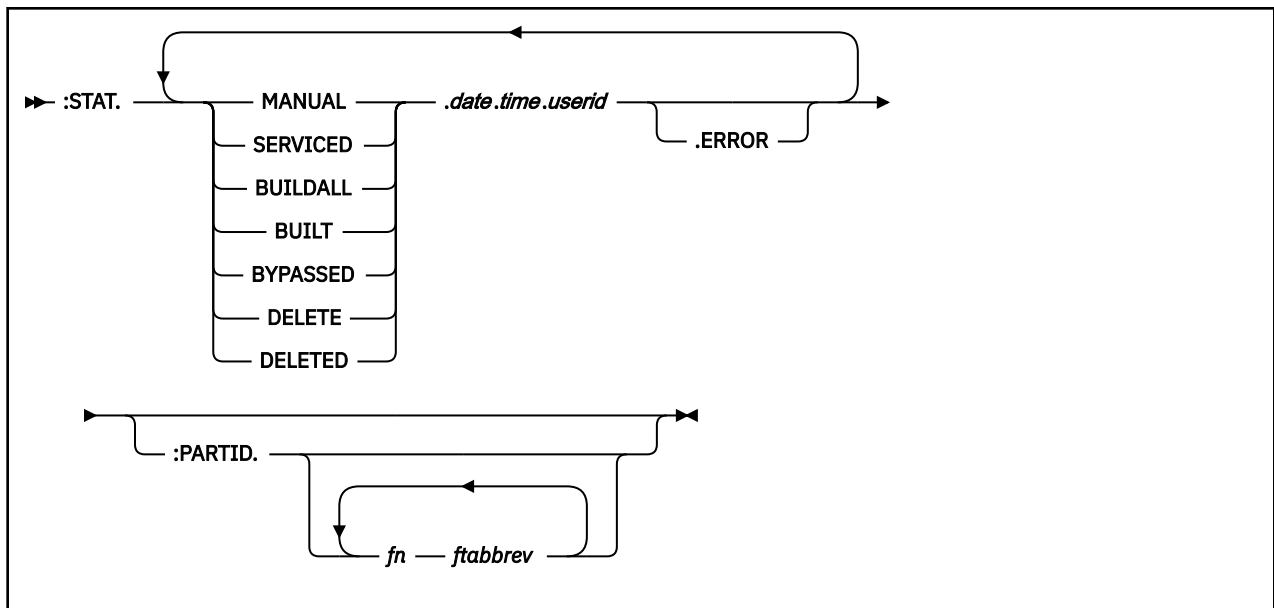 :STAT. MANUAL .date.time.userid
.ERROR
SERVICED
BUILDALL
BUILT
BYPASSED
DELETE
DELETED
:PARTID.
fn ftabbrev